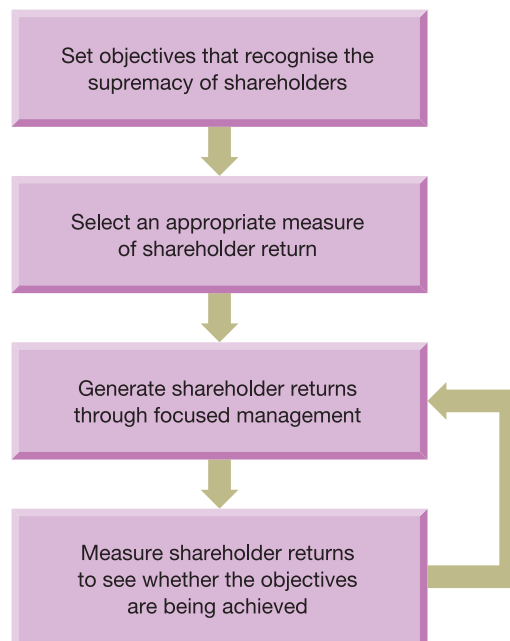 Set objectives that recognise the
supremacy of shareholders
Select an appropriate measure
of shareholder return
Generate shareholder returns
through focused management
Measure shareholder returns
to see whether the objectives
are being achieved